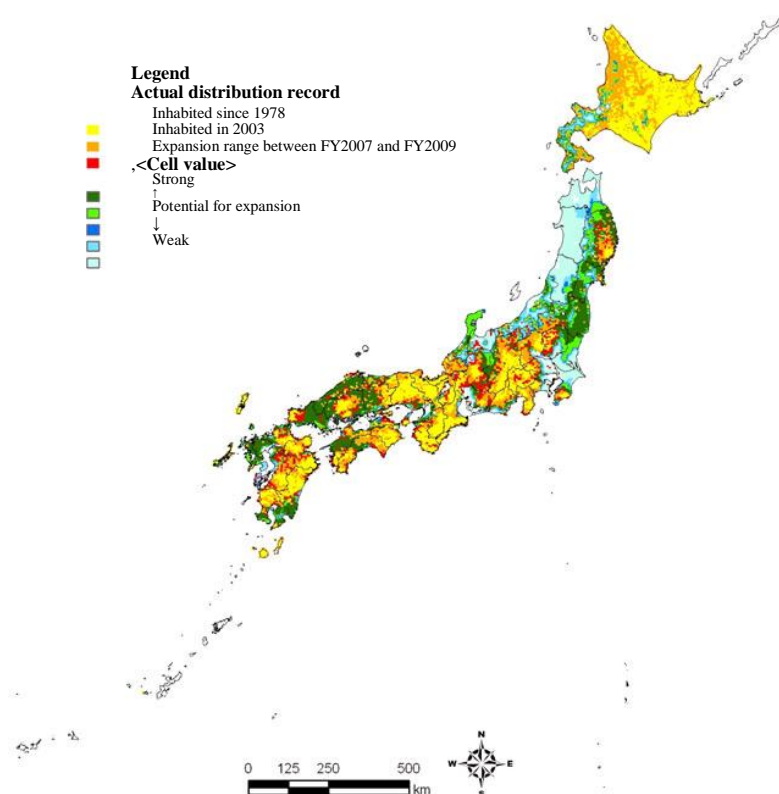 Legend
Actual distribution record
Inhabited since 1978
Inhabited in 2003
Expansion range between FY2007 and FY2009
,<Cell value>
Strong
↑
Potential for expansion
↓
Weak
N
W E
S
0 125 250 500
km